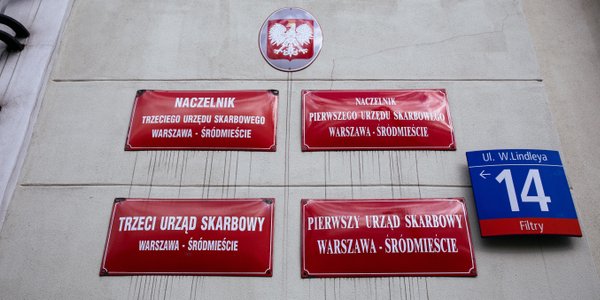 NACZELNIK
TRZECIEGO URZĘDU SKARBOWEGO
WARSZAWA - ŚRÓDMIEŚCIE
NACZELNIK
PIERWSZEGO URZĘDU SKARBOWEGO
WARSZAWA - ŚRÓDMIEŚCIE
TRZECI URZĄD SKARBOWY
WARSZAWA - ŚRÓDMIEŚCIE
PIERWSZY URZĄD SKARBOWY
WARSZAWA - ŚRÓDMIEŚCIE
Ul. W.Lindleya
14
Filtry